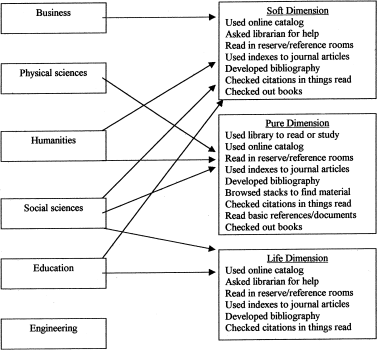 Business
Physical sciences
Humanities
Social sciences
Education
Engineering
Soft Dimension
Used online catalog
Asked librarian for help
Read in reserve/reference rooms
Used indexes to journal articles
Developed bibliography
Checked citations in things read
Checked out books
Pure Dimension
Used library to read or study
Used online catalog
Read in reserve/reference rooms
Used indexes to journal articles
Developed bibliography
Browsed stacks to find material
Checked citations in things read
Read basic references/documents
Checked out books
Life Dimension
Used online catalog
Asked librarian for help
Read in reserve/reference rooms
Used indexes to journal articles
Developed bibliography
Checked citations in things read